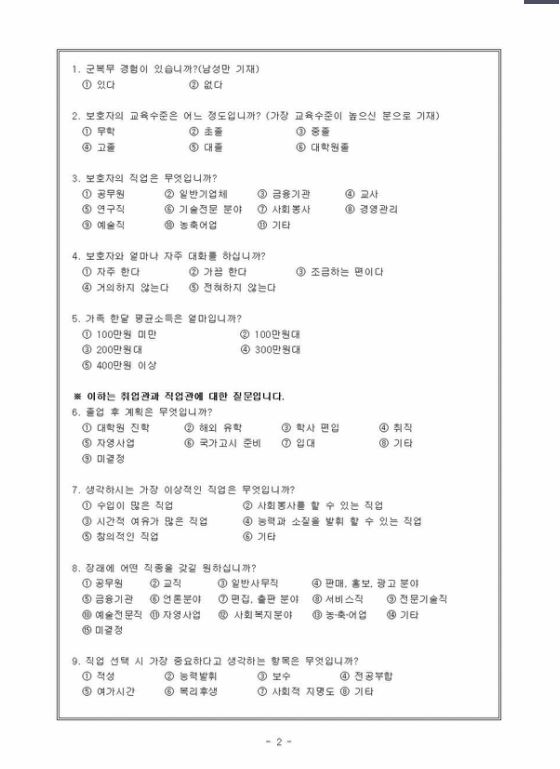 1. 군복무 경험이 있습니까?(남성만 기재)
① 있다 ② 없다
2. 보호자의 교육수준은 어느 정도입니까? (가장 교육수준이 높으신 분으로 기재)
① 무학 ② 초졸 ③ 중졸
④ 고졸 ⑤ 대졸 ⑥ 대학원졸
3. 보호자의 직업은 무엇입니까?
① 공무원 ② 일반기업체 ③ 금융기관 ④ 교사
⑤ 연구직 ⑥ 기술전문 분야 ⑦ 사회봉사 ⑧ 경영관리
⑨ 예술직 ⑩ 농축어업 ⑪ 기타
4. 보호자와 얼마나 자주 대화를 하십니까?
① 자주 한다 ② 가끔 한다 ③ 조금하는 편이다
④ 거의하지 않는다 ⑤ 전혀하지 않는다
5. 가족 한달 평균소득은 얼마입니까?
① 100만원 미만 ② 100만원대
③ 200만원대 ④ 300만원대
⑤ 400만원 이상
※ 이하는 취업관과 직업관에 대한 질문입니다.
6. 졸업 후 계획은 무엇입니까?
① 대학원 진학 ② 해외 유학 ③ 학사 편입 ④ 취직
⑤ 자영사업 ⑥ 국가고시 준비 ⑦ 입대 ⑧ 기타
⑨ 미결정
7. 생각하시는 가장 이상적인 직업은 무엇입니까?
① 수입이 많은 직업 ② 사회봉사를 할 수 있는 직업
③ 시간적 여유가 많은 직업 ④ 능력과 소질을 발휘 할 수 있는 직업
⑤ 창의적인 직업 ⑥ 기타
8. 장래에 어떤 직종을 갖길 원하십니까?
① 공무원 ② 교직 ③ 일반사무직 ④ 판매, 홍보, 광고 분야
⑤ 금융기관 ⑥ 언론분야 ⑦ 편집, 출판 분야 ⑧ 서비스직 ⑨ 전문기술직
⑩ 예술전문직 ⑪ 자영사업 ⑫ 사회복지분야 ⑬ 농·축·어업 ⑭ 기타
⑮ 미결정
9. 직업 선택 시 가장 중요하다고 생각하는 항목은 무엇입니까?
① 적성 ② 능력발휘 ③ 보수 ④ 전공부합
⑤ 여가시간 ⑥ 복리후생 ⑦ 사회적 지명도 ⑧ 기타
- 2 -